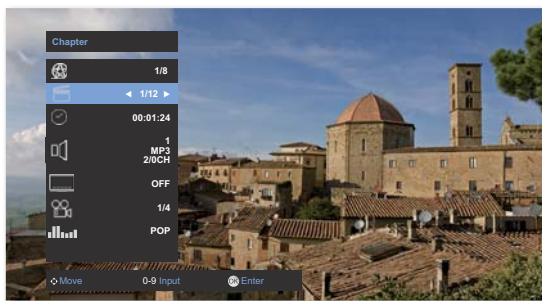 Chapter
1/8
1/12
00:01:24
1
MP3
2/0CH
OFF
1/4
POP
Move 0-9 Input OK Enter